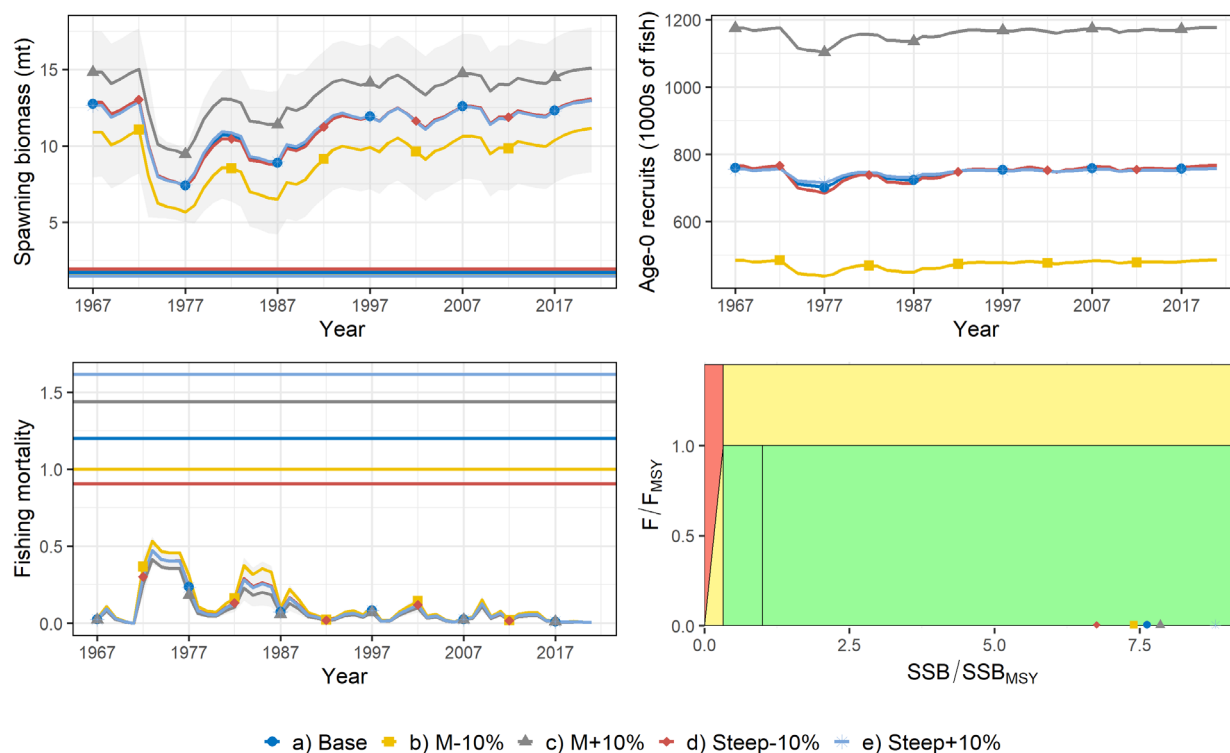 Spawning biomass (mt)
15
10
5
1967 1977 1987 1997 2007 2017
Year
Age-0 recruits (1000s of fish)
1200
1000
800
600
1967 1977 1987 1997 2007 2017
Year
Fishing mortality
1.5
1.0
0.5
0.0
1967 1977 1987 1997 2007 2017
Year
F/F_MSY
1.0
0.5
0.0
0.0 2.5 5.0 7.5
SSB/SSB_MSY
a) Base b) M-10% c) M+10% d) Steep-10% e) Steep+10%